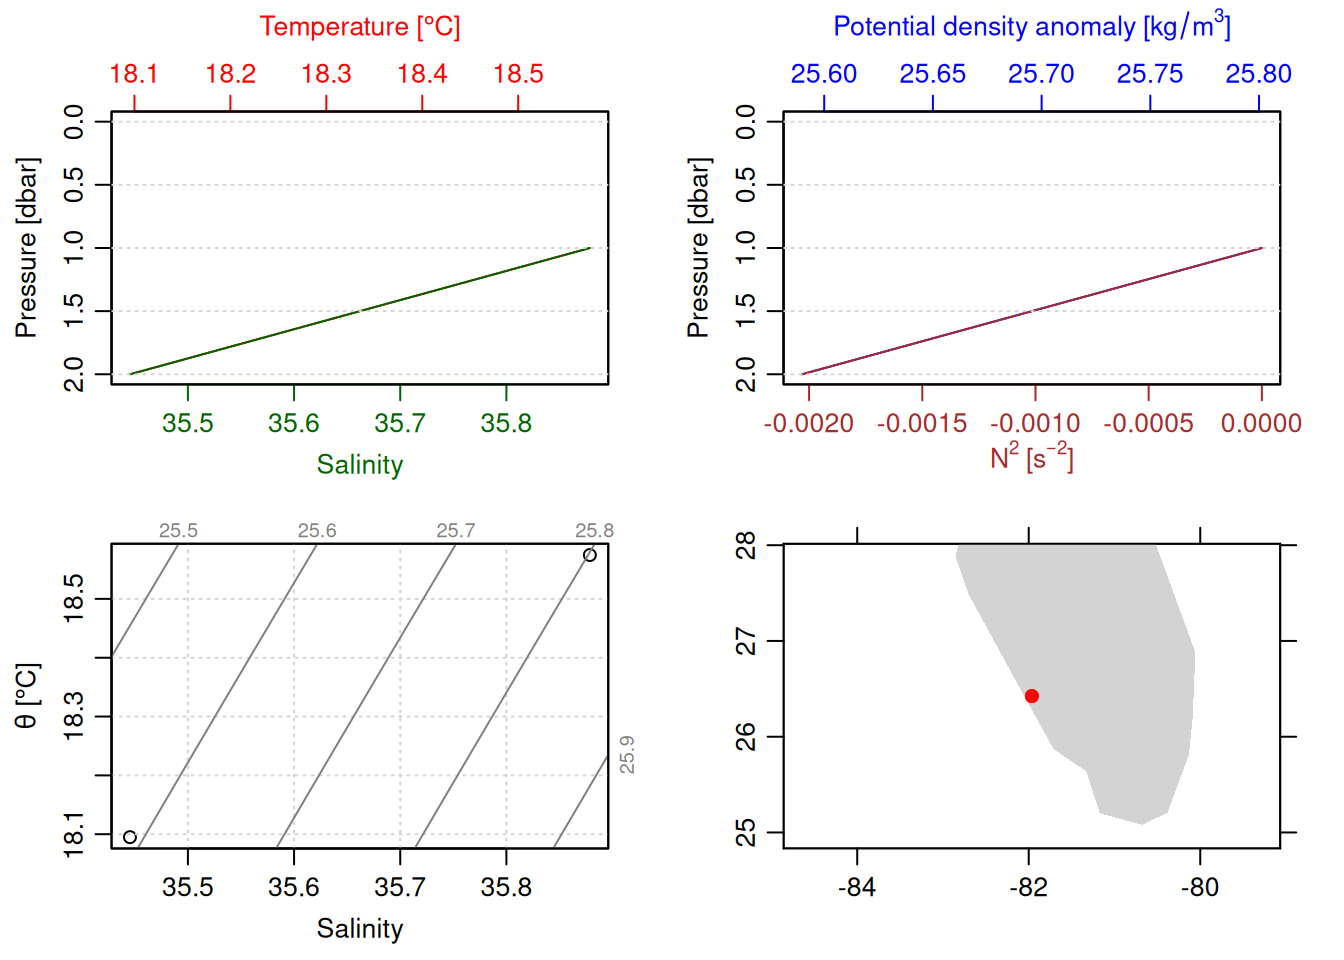 Temperature [°C]
18.1 18.2 18.3 18.4 18.5
Pressure [dbar]
0.0 0.5 1.0 1.5 2.0
35.5 35.6 35.7 35.8
Salinity
Potential density anomaly [kg/m³]
25.60 25.65 25.70 25.75 25.80
Pressure [dbar]
0.0 0.5 1.0 1.5 2.0
-0.0020 -0.0015 -0.0010 -0.0005 0.0000
N² [s⁻²]
25.5 25.6 25.7 25.8
θ [°C]
18.5 18.3 18.1
25.9
35.5 35.6 35.7 35.8
Salinity
28 27 26 25
-84 -82 -80